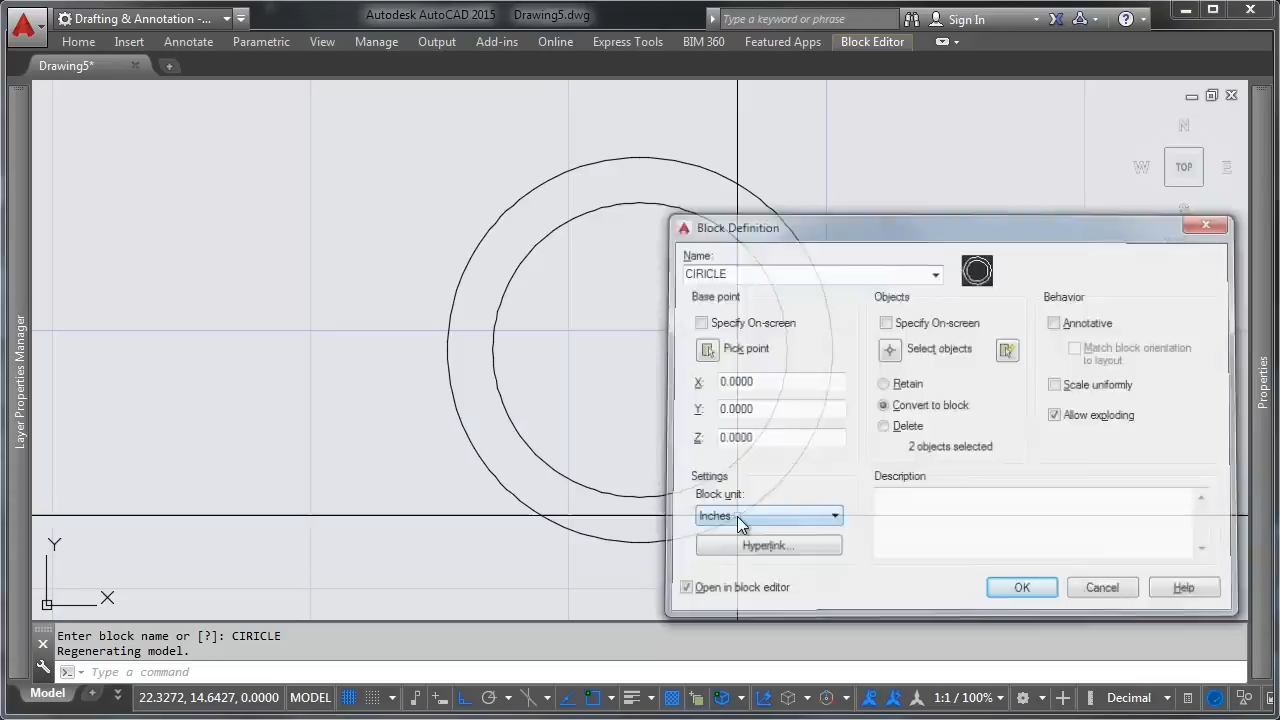 Drafting & Annotation - ...
Autodesk AutoCAD 2015 Drawing5.dwg
Type a keyword or phrase
Sign In
Home Insert Annotate Parametric View Manage Output Add-ins Online Express Tools BIM 360 Featured Apps Block Editor
Drawing5*
N
W TOP E
Layer Properties Manager
Properties
Block Definition
Name:
CIRICLE
Base point
Specify On-screen
Pick point
X: 0.0000
Y: 0.0000
Z: 0.0000
Objects
Specify On-screen
Select objects
Retain
Convert to block
Delete
2 objects selected
Behavior
Annotative
Match block orientation
to layout
Scale uniformly
Allow exploding
Settings
Block unit:
Inches
Hyperlink...
Description
Open in block editor
OK Cancel Help
Y
X
Enter block name or [?]: CIRICLE
Regenerating model.
Type a command
Model
22.3272, 14.6427, 0.0000 MODEL 1:1 / 100% Decimal